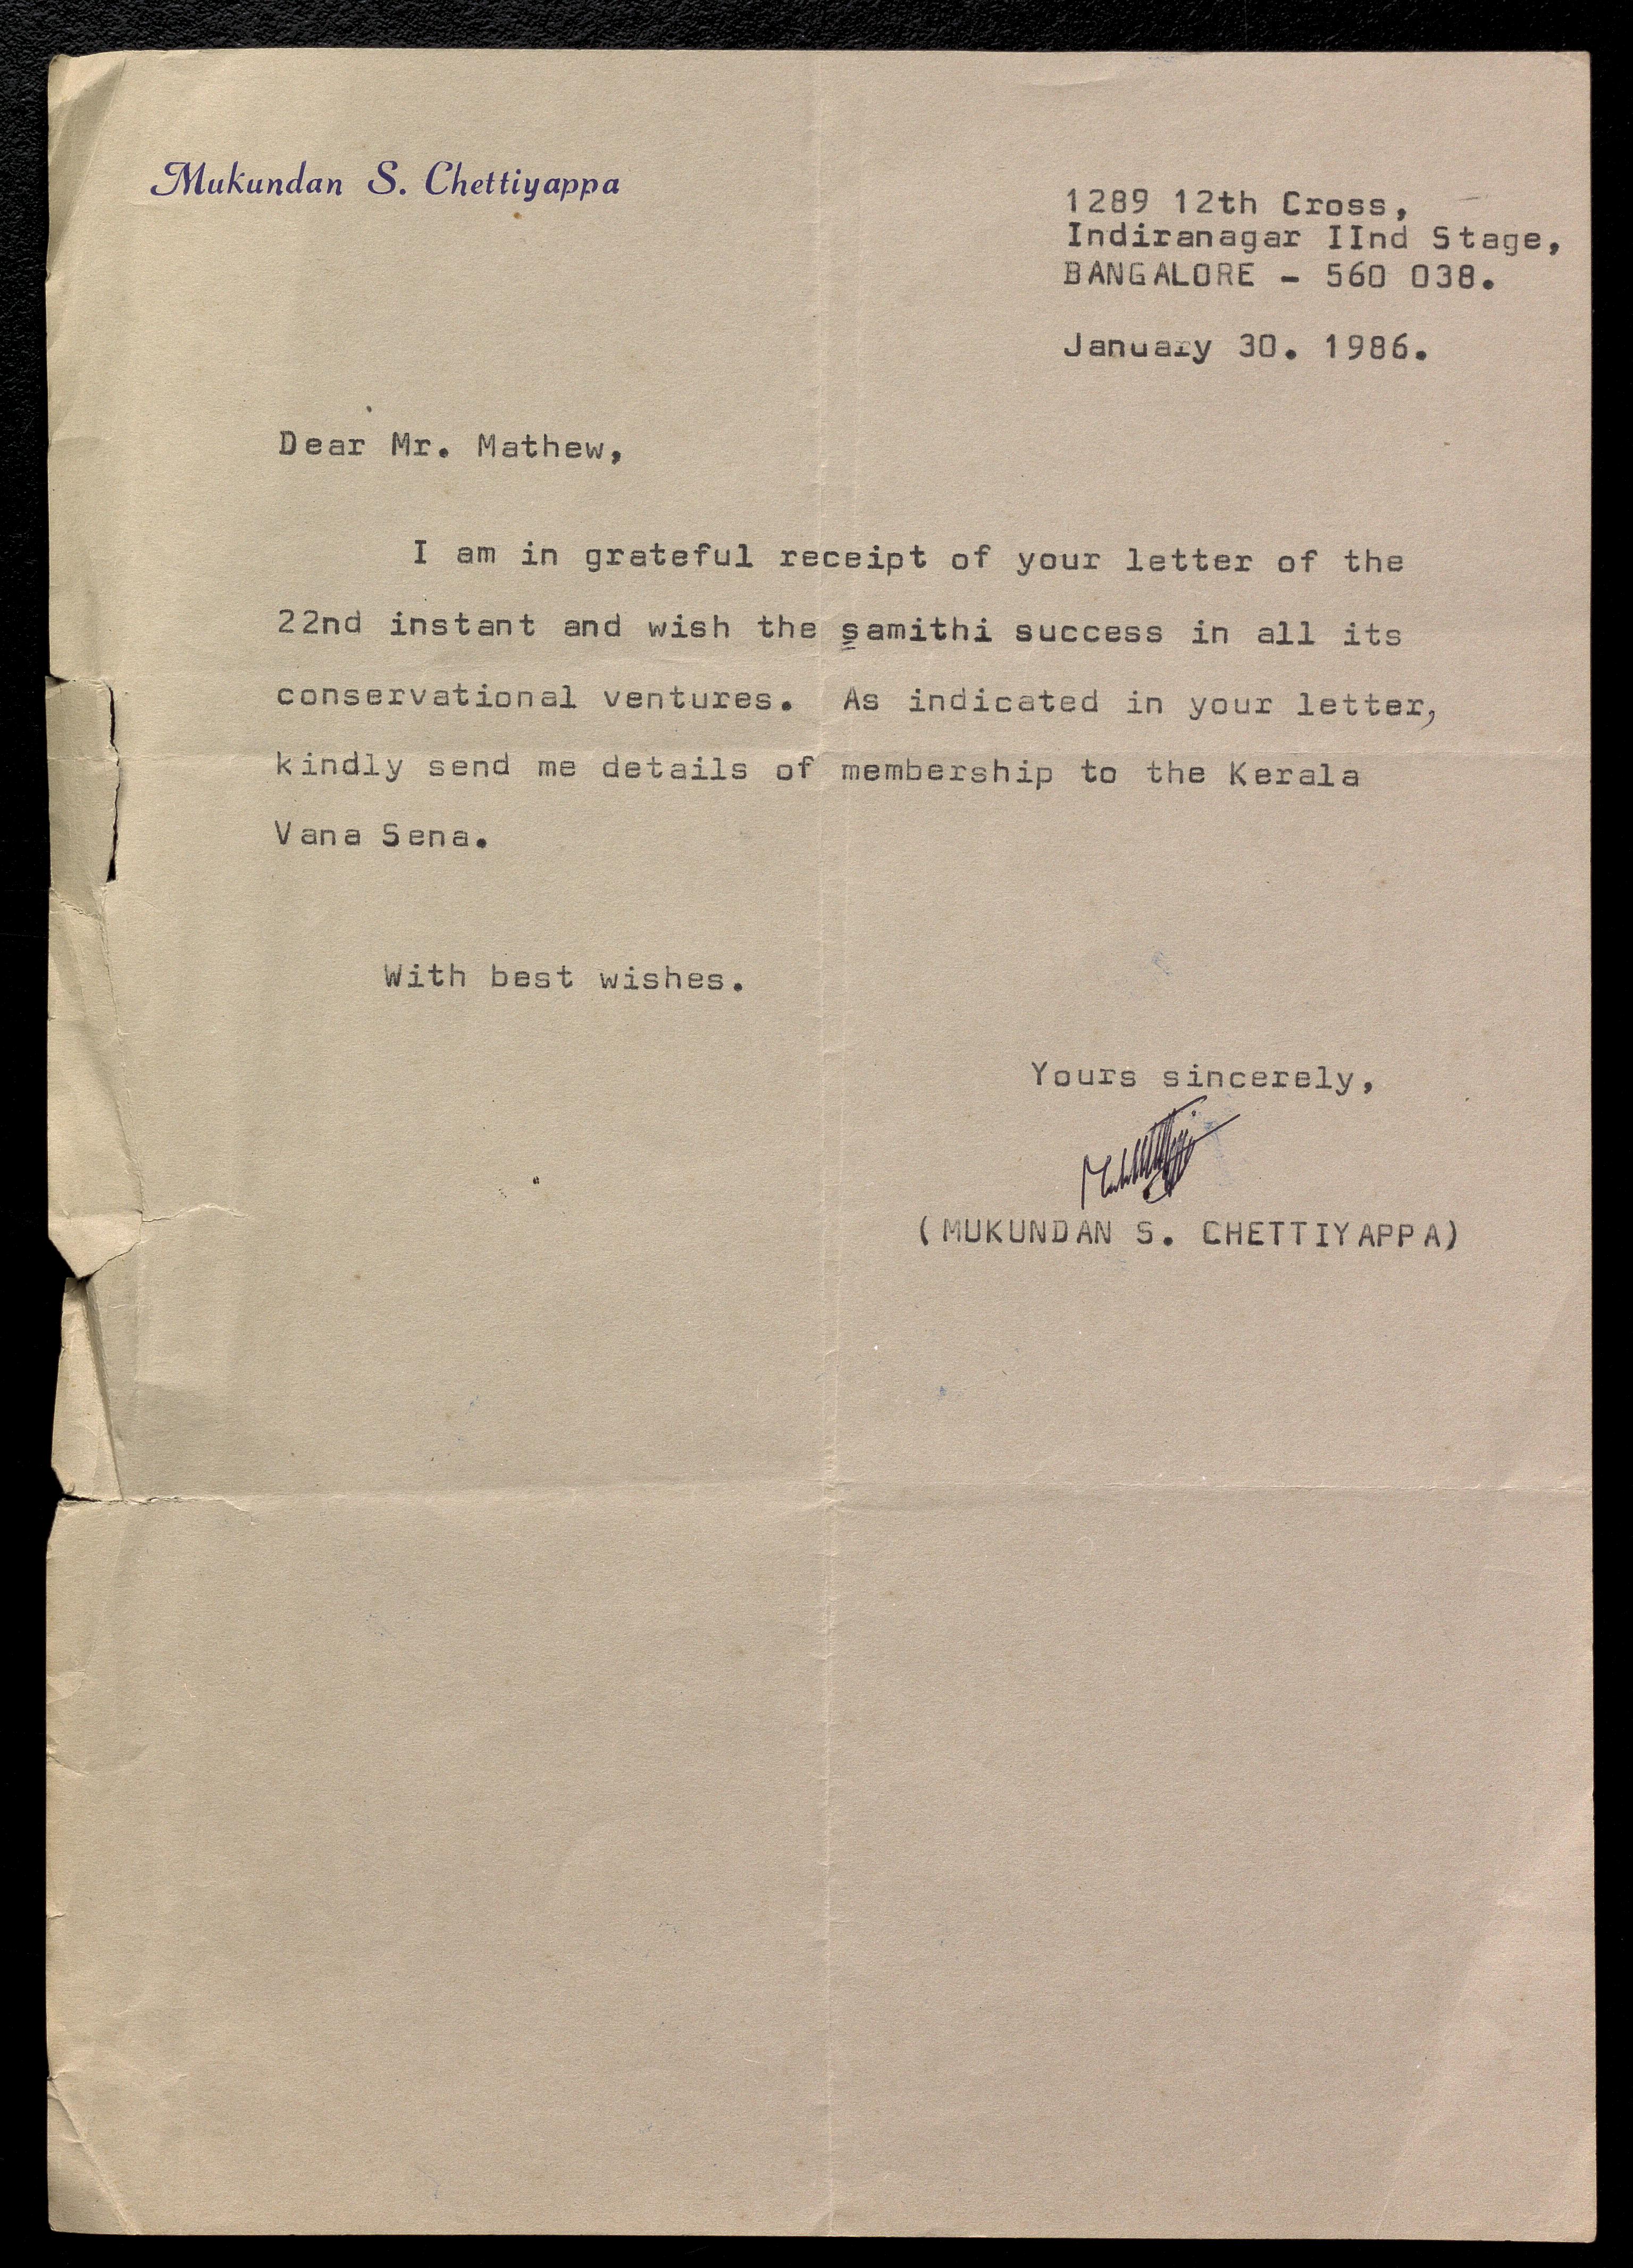 Mukundan S. Chettiyappa
1289 12th Cross,
Indiranagar IInd Stage,
BANGALORE - 560 038.
January 30. 1986.
Dear Mr. Mathew,
I am in grateful receipt of your letter of the
22nd instant and wish the samithi success in all its
conservational ventures. As indicated in your letter,
kindly send me details of membership to the Kerala
Vana Sena.
With best wishes.
Yours sincerely,
(MUKUNDAN S. CHETTIYAPPA)